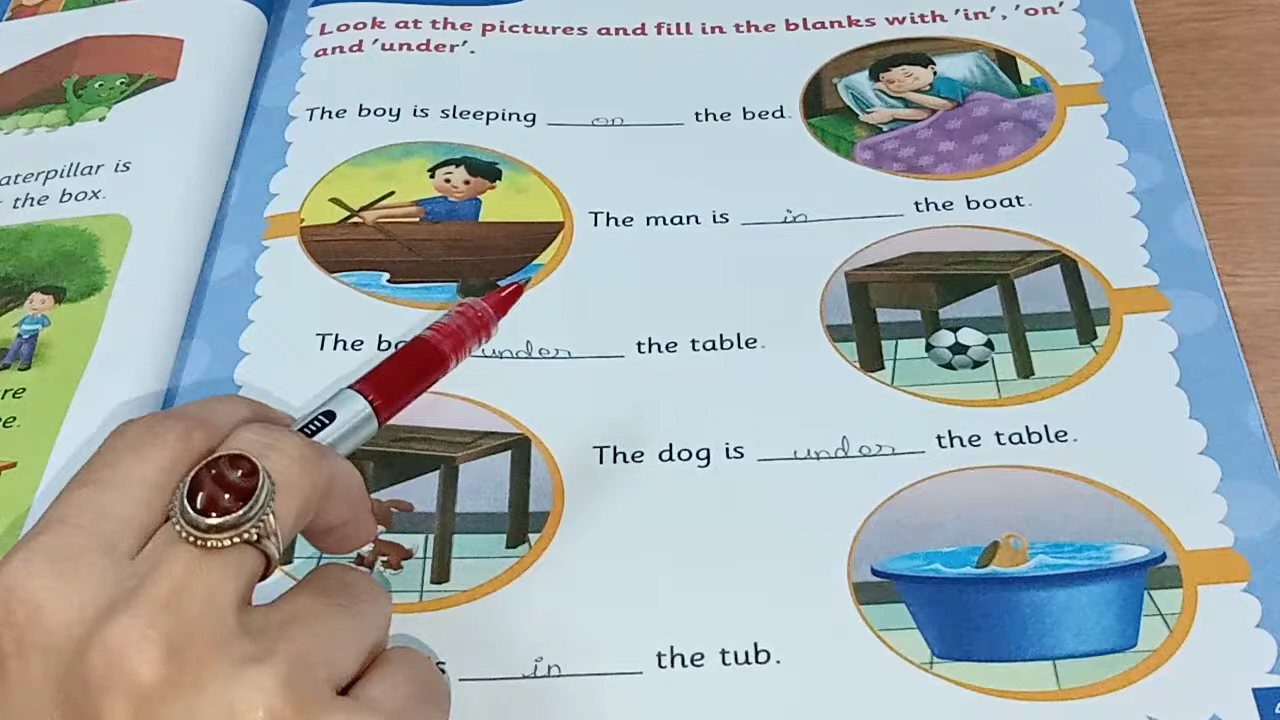 Look at the pictures and fill in the blanks with 'in', 'on'
and 'under'.
The boy is sleeping on the bed.
aterpillar is
the box.
The man is in the boat.
The under the table.
re
e.
The dog is under the table.
in the tub.